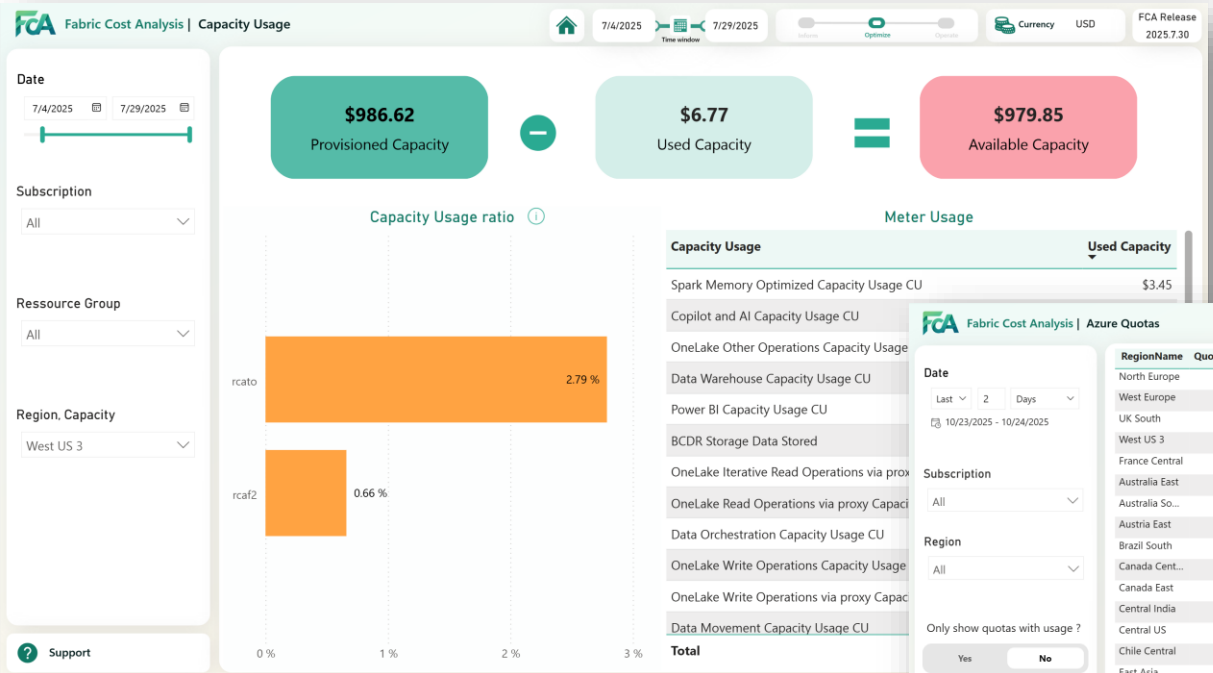 FCA Fabric Cost Analysis | Capacity Usage
7/4/2025
Time window
7/29/2025
Inform
Optimize
Operate
Currency USD
FCA Release
2025.7.30
Date
7/4/2025
7/29/2025
Subscription
All
Ressource Group
All
Region, Capacity
West US 3
? Support
$986.62
Provisioned Capacity
$6.77
Used Capacity
$979.85
Available Capacity
Capacity Usage ratio
rcato
2.79 %
rcaf2
0.66 %
0 %
1 %
2 %
3 %
Meter Usage
Capacity Usage Used Capacity
Spark Memory Optimized Capacity Usage CU $3.45
Copilot and AI Capacity Usage CU
OneLake Other Operations Capacity Usage
Data Warehouse Capacity Usage CU
Power BI Capacity Usage CU
BCDR Storage Data Stored
OneLake Iterative Read Operations via prox
OneLake Read Operations via proxy Capaci
Data Orchestration Capacity Usage CU
OneLake Write Operations Capacity Usage
OneLake Write Operations via proxy Capac
Data Movement Capacity Usage CU
Total
FCA Fabric Cost Analysis | Azure Quotas
Date
Last 2 Days
10/23/2025 - 10/24/2025
Subscription
All
Region
All
Only show quotas with usage ?
Yes
No
RegionName Quo
North Europe
West Europe
UK South
West US 3
France Central
Australia East
Australia So...
Austria East
Brazil South
Canada Cent...
Canada East
Central India
Central US
Chile Central
East Asia